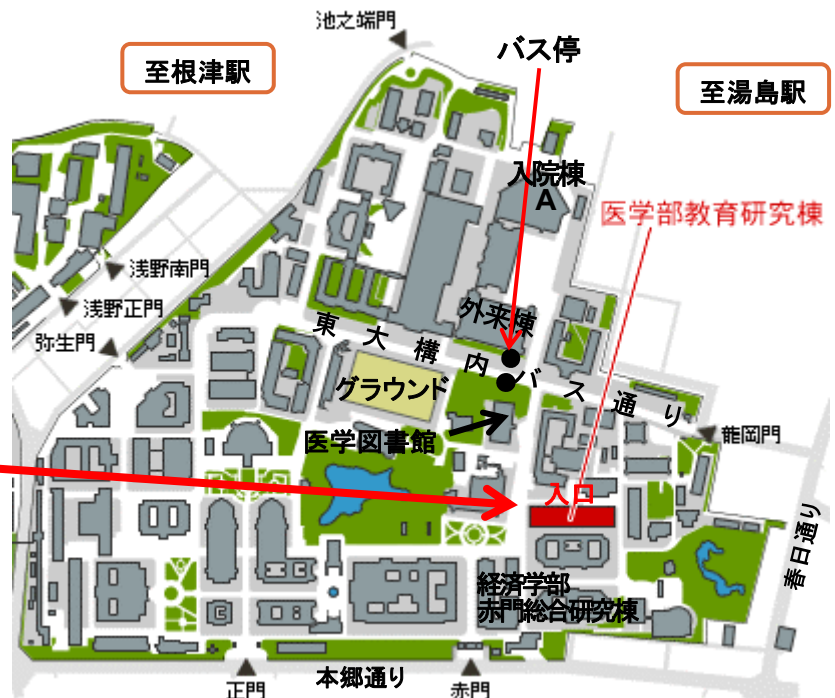 池之端門
バス停
至根津駅
至湯島駅
入院棟
A
医学部教育研究棟
浅野南門
浅野正門
弥生門
外来棟
東大構内バス通り
グラウンド
医学図書館
龍岡門
入口
春日通り
経済学部
赤門総合研究棟
本郷通り
正門
赤門